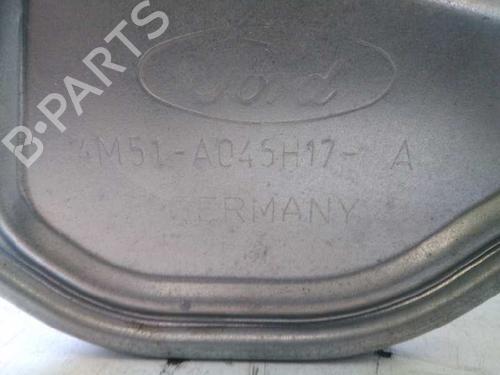 Ford
4M51-A045H17- A
GERMANY
B-PARTS